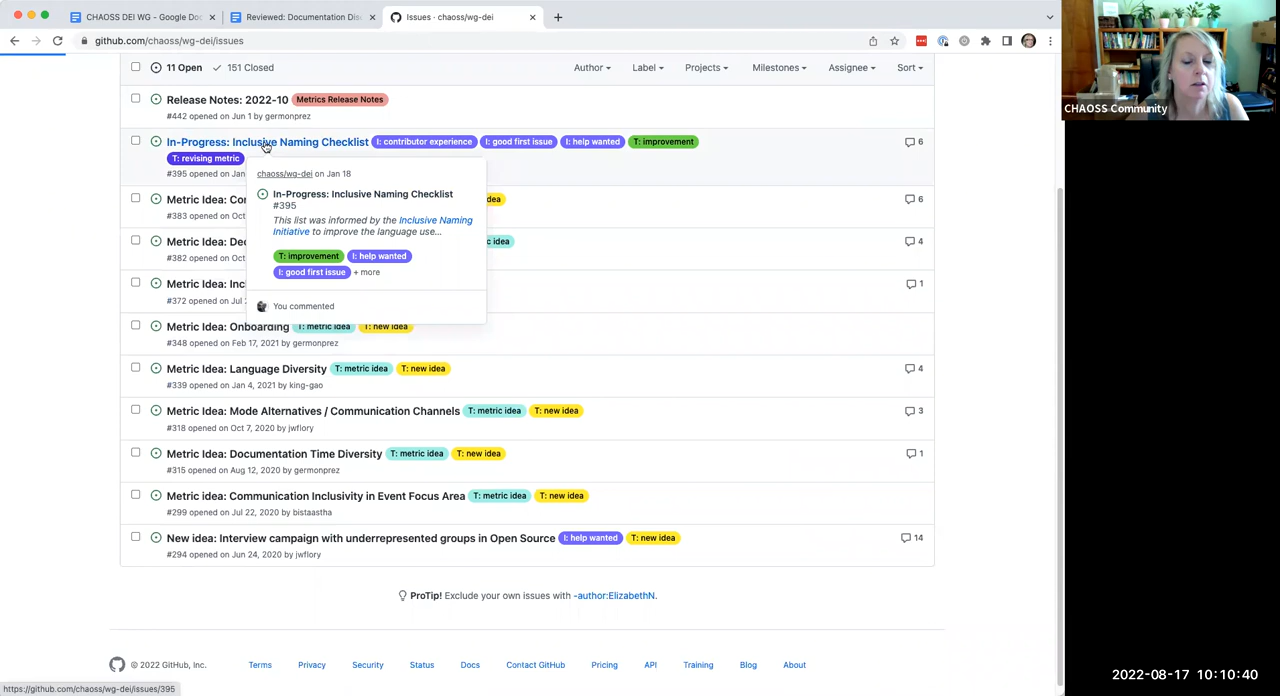 CHAOSS DEI WG - Google Doc
Reviewed: Documentation Dis
Issues · chaoss/wg-dei
github.com/chaoss/wg-dei/issues
11 Open
151 Closed
Author
Label
Projects
Milestones
Assignee
Sort
Release Notes: 2022-10 Metrics Release Notes
#442 opened on Jun 1 by germonprez
In-Progress: Inclusive Naming Checklist I: contributor experience I: good first issue I: help wanted T: improvement 6
T: revising metric
#395 opened on Jan
chaoss/wg-dei on Jan 18
In-Progress: Inclusive Naming Checklist
#395
This list was informed by the Inclusive Naming
Initiative to improve the language use...
T: improvement I: help wanted
I: good first issue + more
You commented
Metric Idea: Cor dea 6
#383 opened on Oct
Metric Idea: Dec c idea 4
#382 opened on Oct
Metric Idea: Inc 1
#372 opened on Jul 2
Metric Idea: Onboarding T: metric idea T: new idea
#348 opened on Feb 17, 2021 by germonprez
Metric Idea: Language Diversity T: metric idea T: new idea 4
#339 opened on Jan 4, 2021 by king-gao
Metric Idea: Mode Alternatives / Communication Channels T: metric idea T: new idea 3
#318 opened on Oct 7, 2020 by jwflory
Metric Idea: Documentation Time Diversity T: metric idea T: new idea 1
#315 opened on Aug 12, 2020 by germonprez
Metric idea: Communication Inclusivity in Event Focus Area T: metric idea T: new idea
#299 opened on Jul 22, 2020 by bistaastha
New idea: Interview campaign with underrepresented groups in Open Source I: help wanted T: new idea 14
#294 opened on Jun 24, 2020 by jwflory
ProTip! Exclude your own issues with -author:ElizabethN.
© 2022 GitHub, Inc.
Terms
Privacy
Security
Status
Docs
Contact GitHub
Pricing
API
Training
Blog
About
https://github.com/chaoss/wg-dei/issues/395
CHAOSS Community
2022-08-17 10:10:40